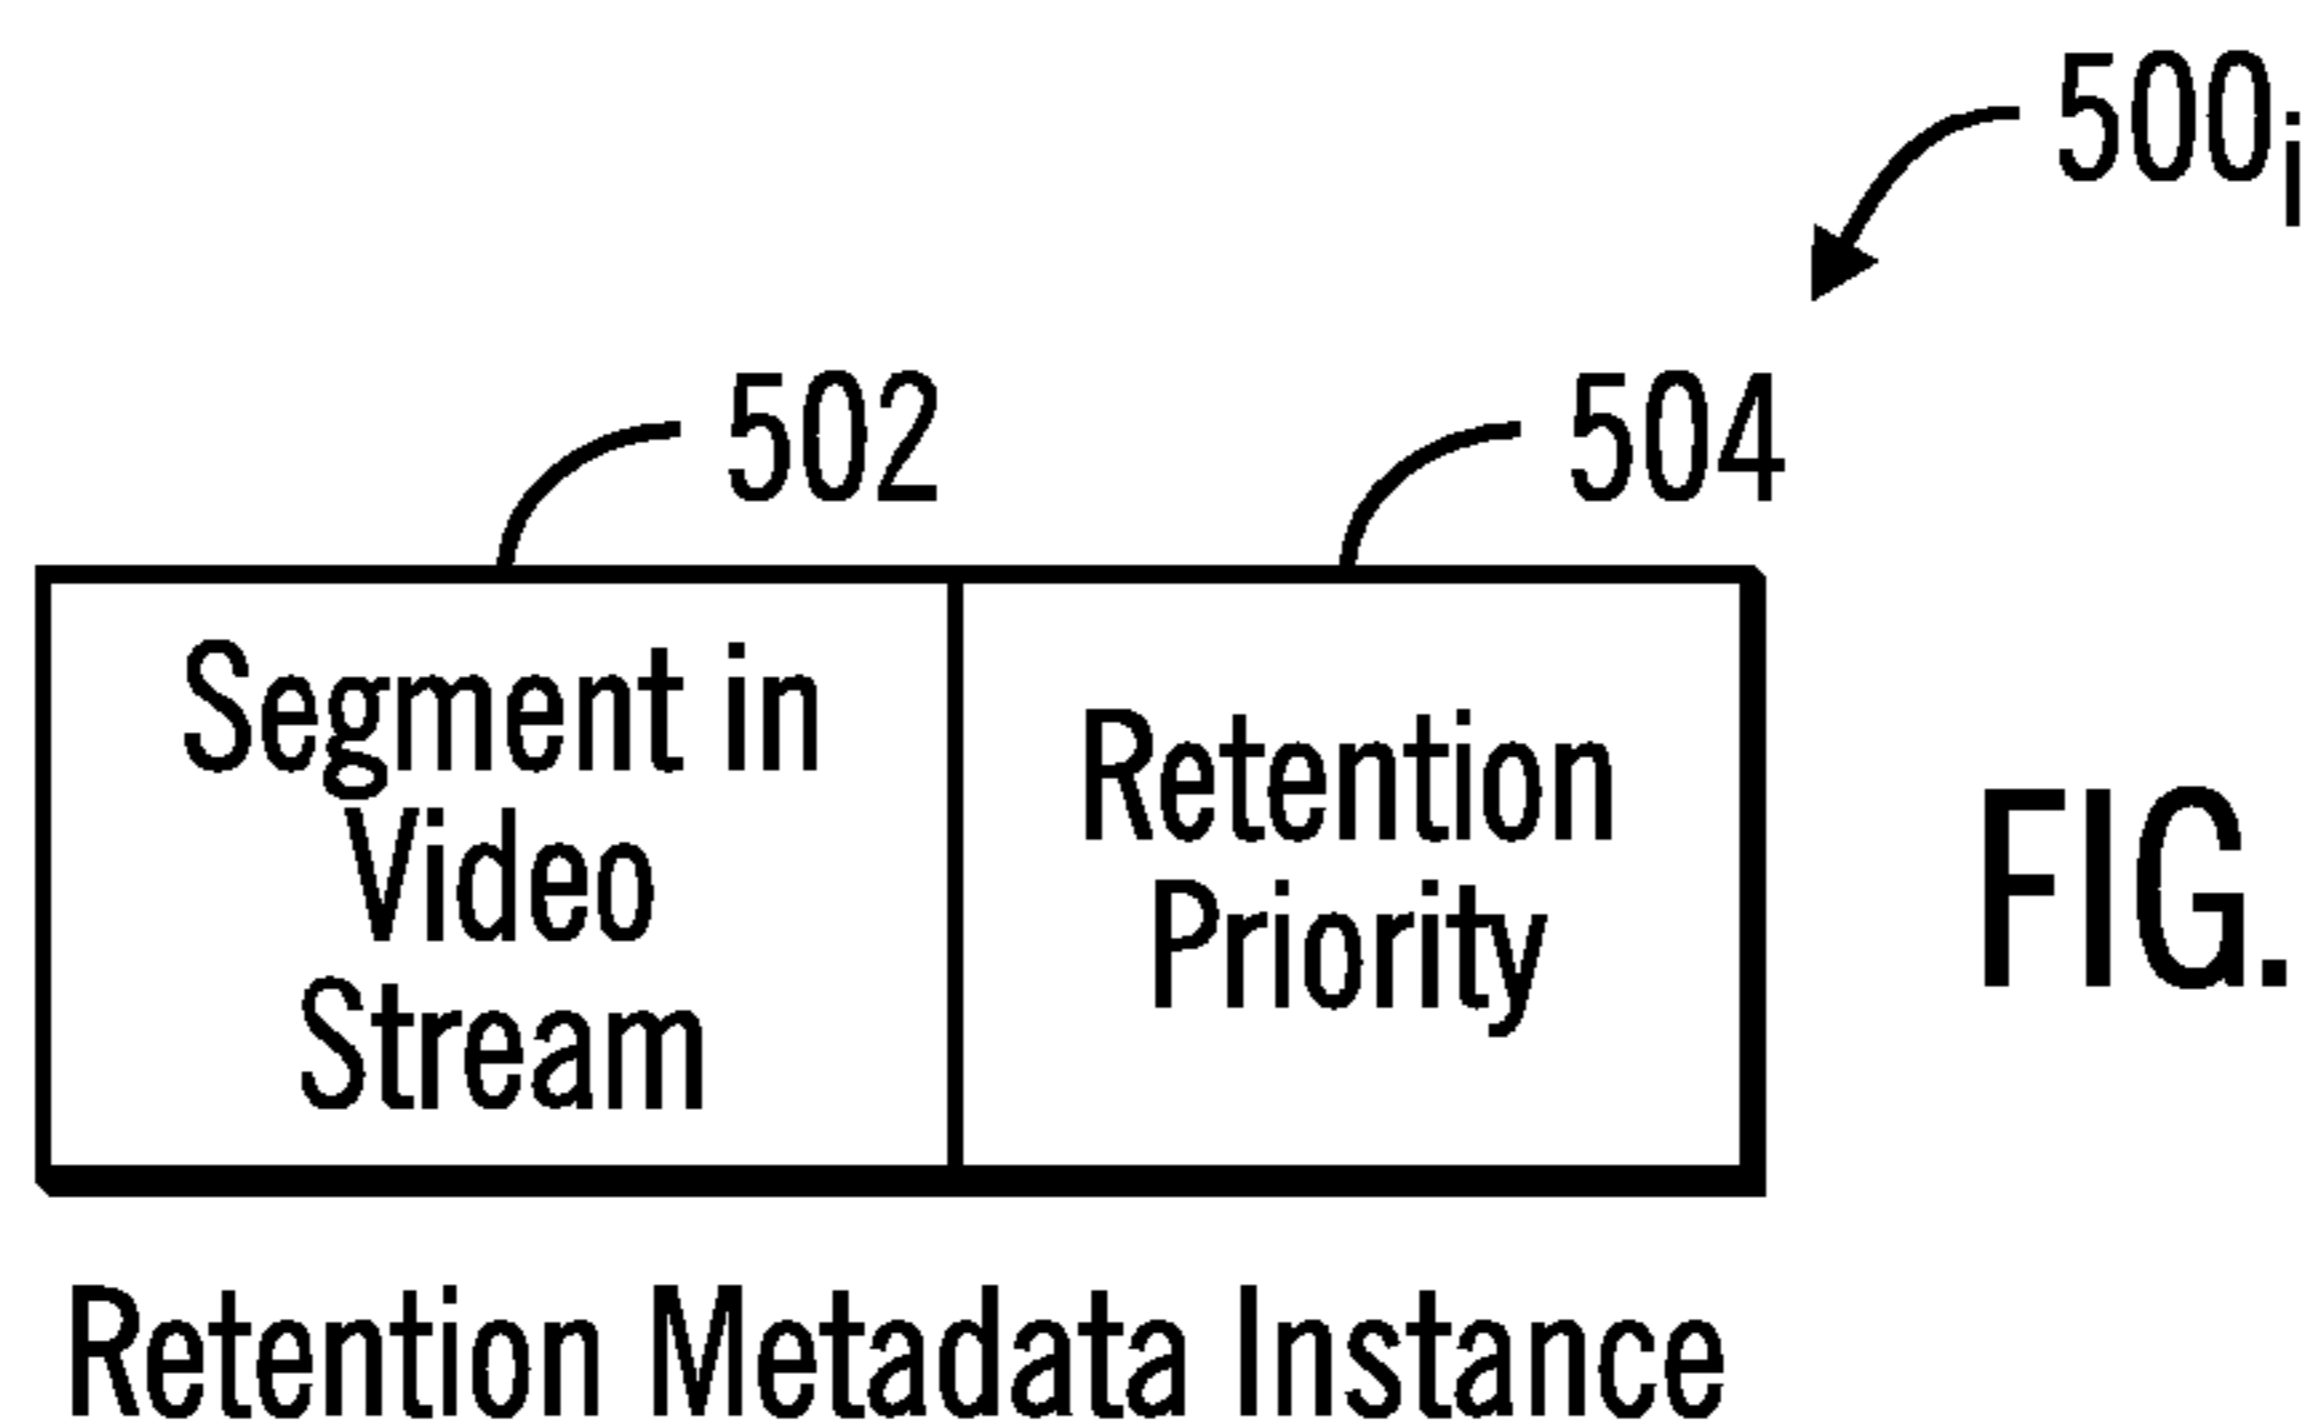 500i
502
504
Segment in
Video
Stream
Retention
Priority
FIG.
Retention Metadata Instance